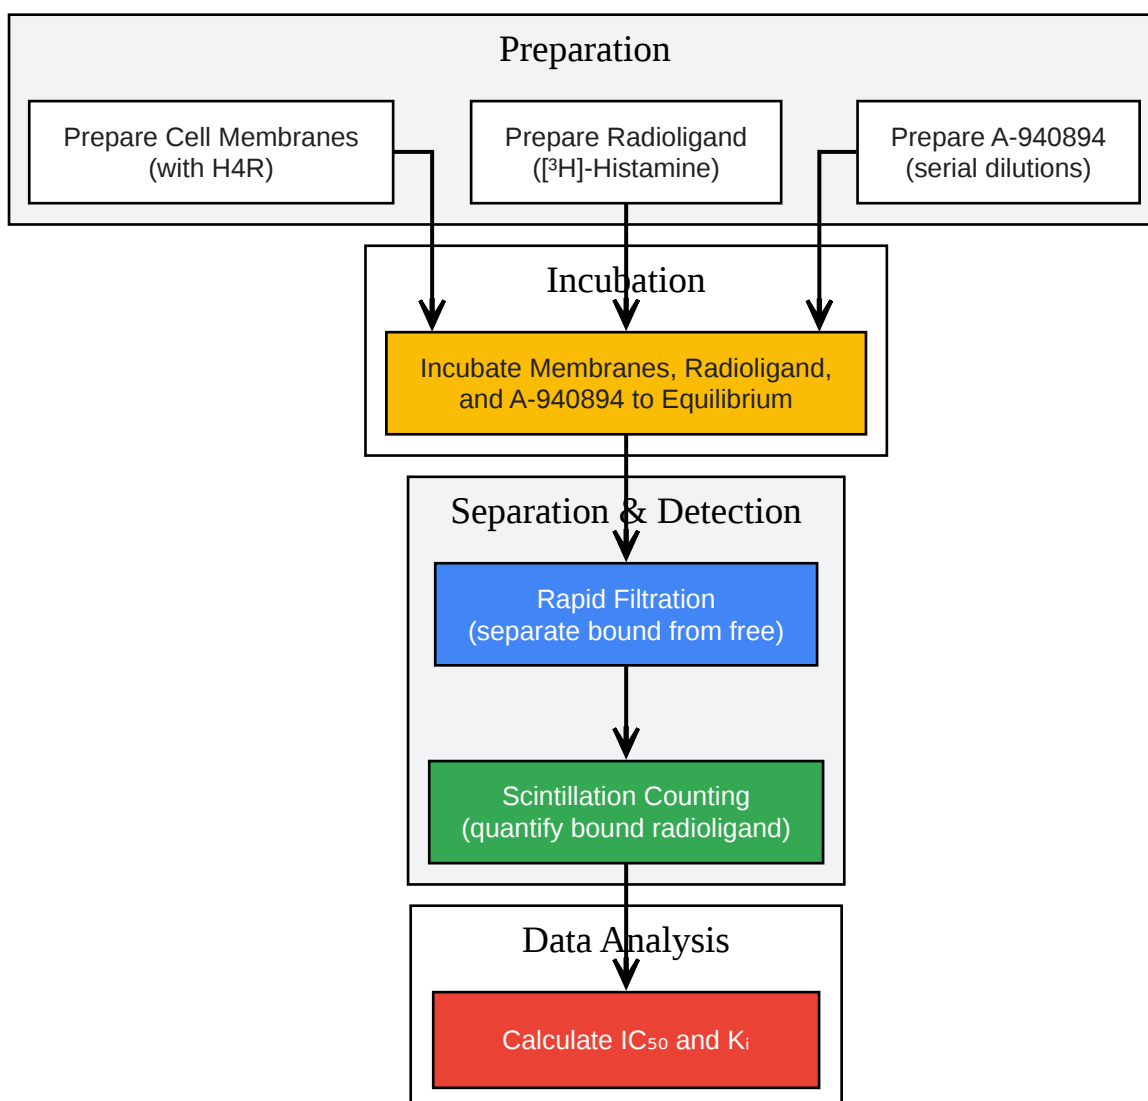 Preparation
Prepare Cell Membranes
(with H4R)
Prepare Radioligand
([³H]-Histamine)
Prepare A-940894
(serial dilutions)
Incubation
Incubate Membranes, Radioligand,
and A-940894 to Equilibrium
Separation & Detection
Rapid Filtration
(separate bound from free)
Scintillation Counting
(quantify bound radioligand)
Data Analysis
Calculate IC₅₀ and Kᵢ